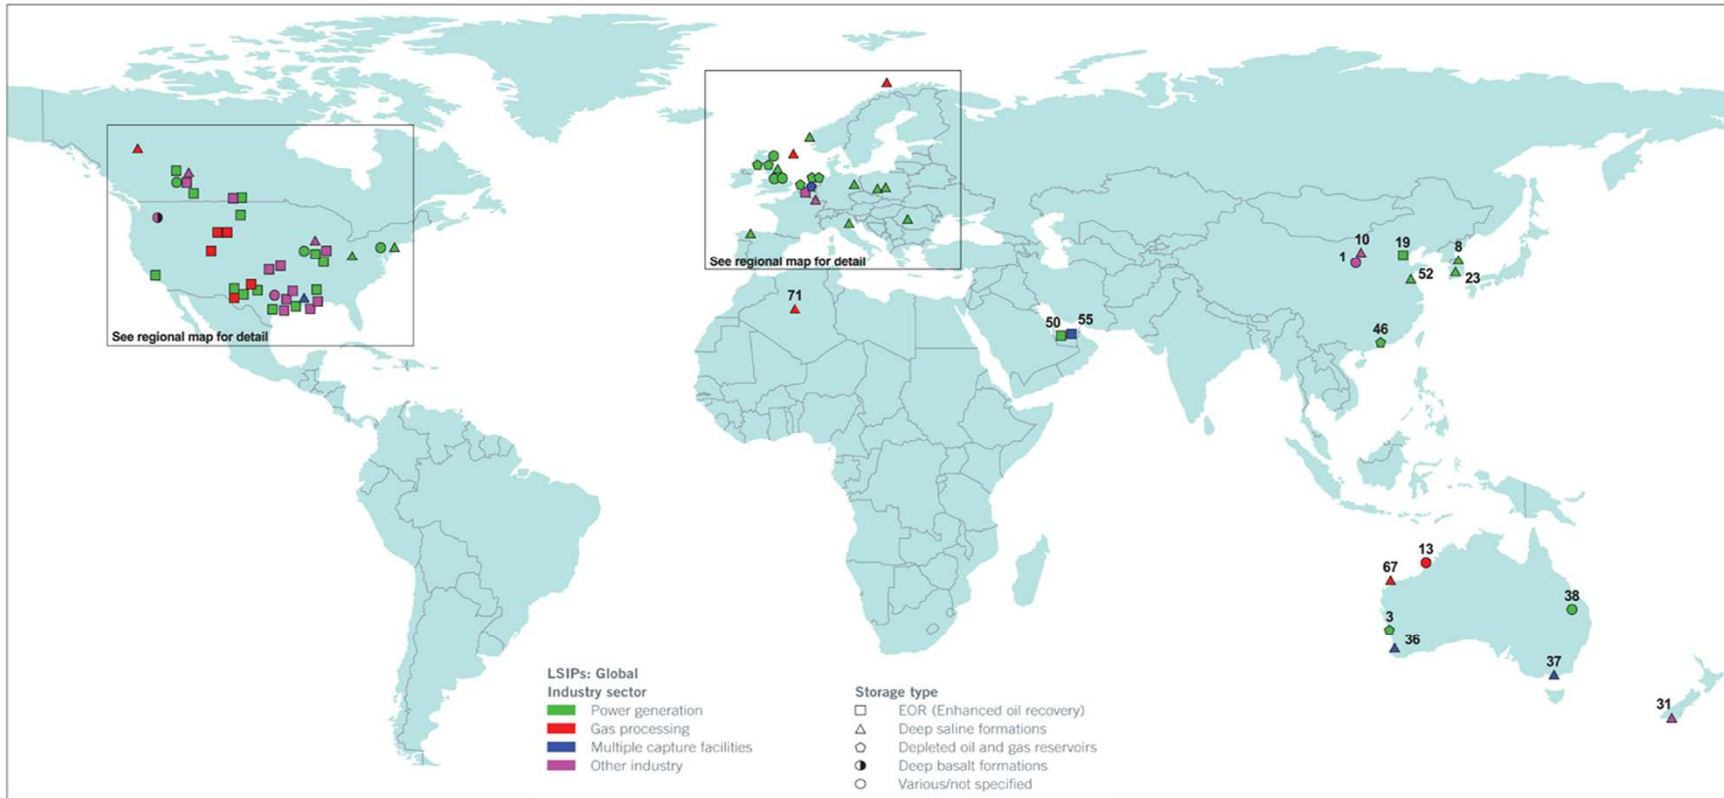 See regional map for detail
See regional map for detail
71
50
55
10
1
19
8
52
23
46
13
67
38
3
36
37
31
LSIPs: Global
Industry sector
Power generation
Gas processing
Multiple capture facilities
Other industry
Storage type
EOR (Enhanced oil recovery)
Deep saline formations
Depleted oil and gas reservoirs
Deep basalt formations
Various/not specified